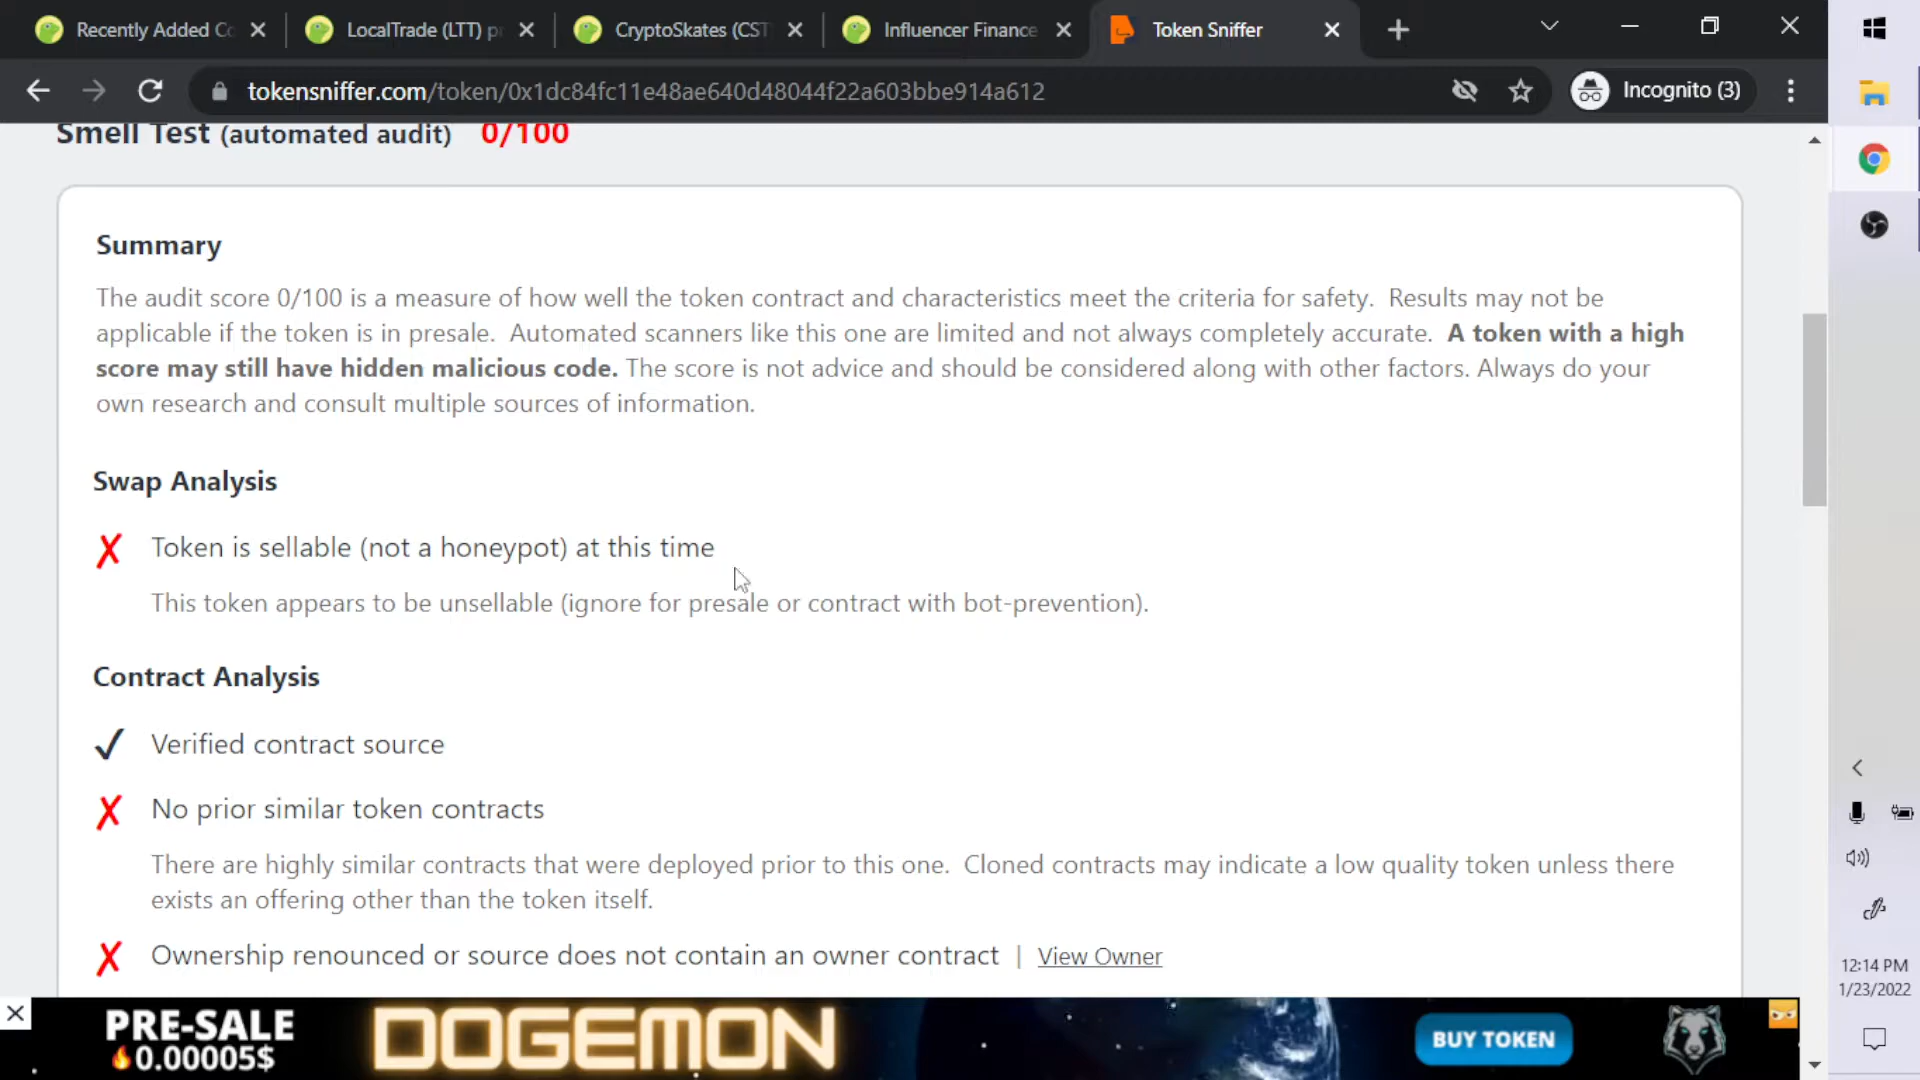 Recently Added Co
LocalTrade (LTT) pr
CryptoSkates (CST
Influencer Finance
Token Sniffer
tokensniffer.com/token/0x1dc84fc11e48ae640d48044f22a603bbe914a612
Incognito (3)
Smell Test (automated audit) 0/100
Summary
The audit score 0/100 is a measure of how well the token contract and characteristics meet the criteria for safety. Results may not be
applicable if the token is in presale. Automated scanners like this one are limited and not always completely accurate. A token with a high
score may still have hidden malicious code. The score is not advice and should be considered along with other factors. Always do your
own research and consult multiple sources of information.
Swap Analysis
Token is sellable (not a honeypot) at this time
This token appears to be unsellable (ignore for presale or contract with bot-prevention).
Contract Analysis
Verified contract source
No prior similar token contracts
There are highly similar contracts that were deployed prior to this one. Cloned contracts may indicate a low quality token unless there
exists an offering other than the token itself.
Ownership renounced or source does not contain an owner contract | View Owner
PRE-SALE
0.00005$
DOGEMON
BUY TOKEN
12:14 PM
1/23/2022